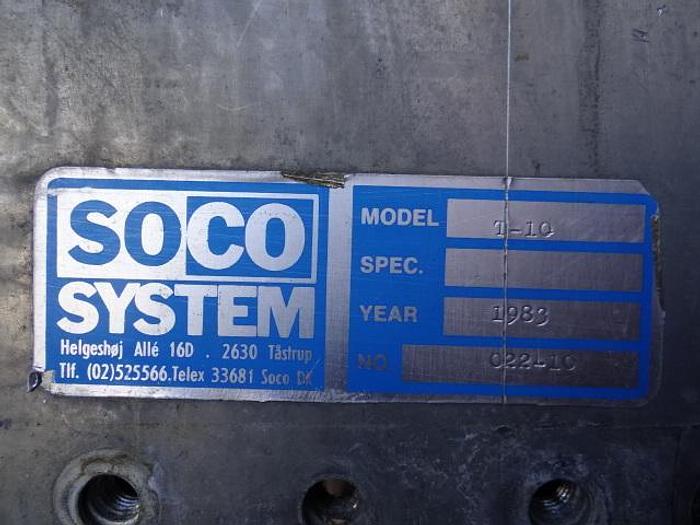 SOCO
SYSTEM
Helgeshøj Allé 16D . 2630 Tåstrup
Tlf. (02)525566.Telex 33681 Soco DK
MODEL T-10
SPEC.
YEAR 1983
NO 022-10